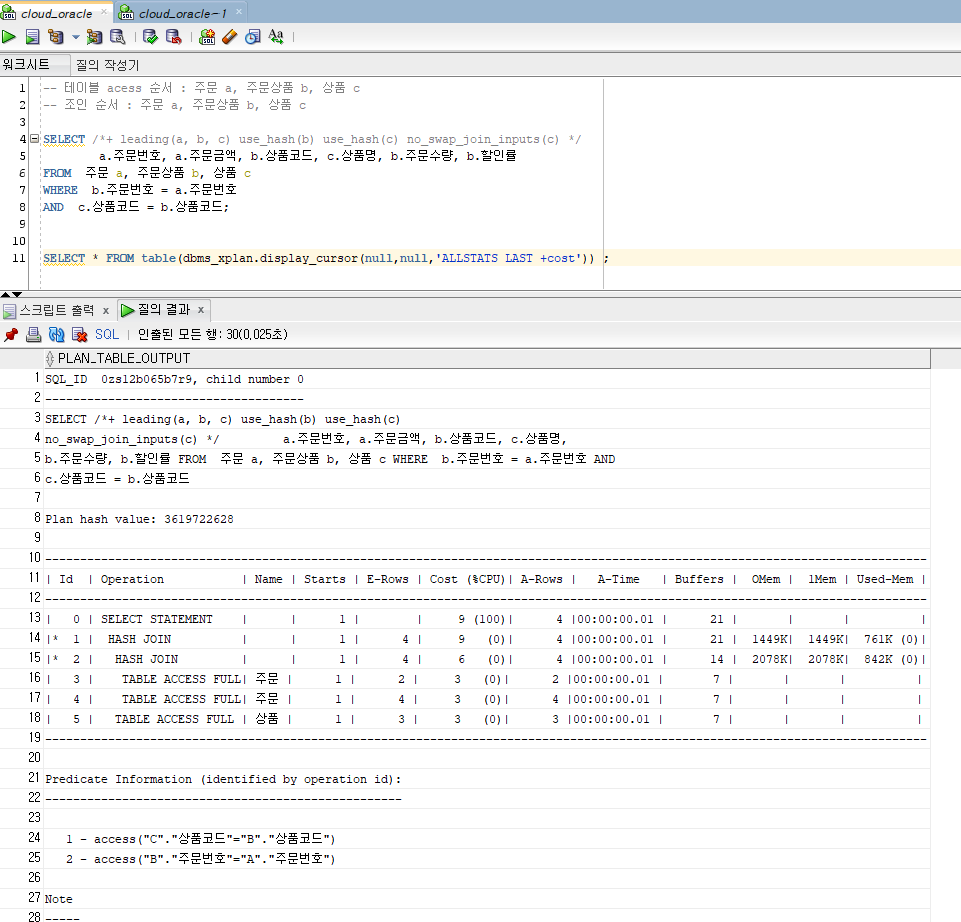 cloud_oracle × cloud_oracle~1 ×
워크시트 질의 작성기
1 -- 테이블 acess 순서 : 주문 a, 주문상품 b, 상품 c
2 -- 조인 순서 : 주문 a, 주문상품 b, 상품 c
3
4 SELECT /*+ leading(a, b, c) use_hash(b) use_hash(c) no_swap_join_inputs(c) */
5 a.주문번호, a.주문금액, b.상품코드, c.상품명, b.주문수량, b.할인률
6 FROM 주문 a, 주문상품 b, 상품 c
7 WHERE b.주문번호 = a.주문번호
8 AND c.상품코드 = b.상품코드;
9
10
11 SELECT * FROM table(dbms_xplan.display_cursor(null,null,'ALLSTATS LAST +cost')) ;
스크립트 출력 x 질의 결과 x
SQL | 인출된 모든 행: 30(0,025초)
PLAN_TABLE_OUTPUT
1 SQL_ID 0zs12b065b7r9, child number 0
2 -------------------------------------
3 SELECT /*+ leading(a, b, c) use_hash(b) use_hash(c)
4 no_swap_join_inputs(c) */ a.주문번호, a.주문금액, b.상품코드, c.상품명,
5 b.주문수량, b.할인률 FROM 주문 a, 주문상품 b, 상품 c WHERE b.주문번호 = a.주문번호 AND
6 c.상품코드 = b.상품코드
7
8 Plan hash value: 3619722628
9
10 ------------------------------------------------------------------------------------------------------------------------------
11 | Id | Operation | Name | Starts | E-Rows | Cost (%CPU)| A-Rows | A-Time | Buffers | OMem | 1Mem | Used-Mem |
12 ------------------------------------------------------------------------------------------------------------------------------
13 | 0 | SELECT STATEMENT | | 1 | | 9 (100)| 4 |00:00:00.01 | 21 | | | |
14 |* 1 | HASH JOIN | | 1 | 4 | 9 (0)| 4 |00:00:00.01 | 21 | 1449K| 1449K| 761K (0)|
15 |* 2 | HASH JOIN | | 1 | 4 | 6 (0)| 4 |00:00:00.01 | 14 | 2078K| 2078K| 842K (0)|
16 | 3 | TABLE ACCESS FULL| 주문 | 1 | 2 | 3 (0)| 2 |00:00:00.01 | 7 | | | |
17 | 4 | TABLE ACCESS FULL| 주문 | 1 | 4 | 3 (0)| 4 |00:00:00.01 | 7 | | | |
18 | 5 | TABLE ACCESS FULL | 상품 | 1 | 3 | 3 (0)| 3 |00:00:00.01 | 7 | | | |
19 ------------------------------------------------------------------------------------------------------------------------------
20
21 Predicate Information (identified by operation id):
22 ---------------------------------------------------
23
24 1 - access("C"."상품코드"="B"."상품코드")
25 2 - access("B"."주문번호"="A"."주문번호")
26
27 Note
28 -----